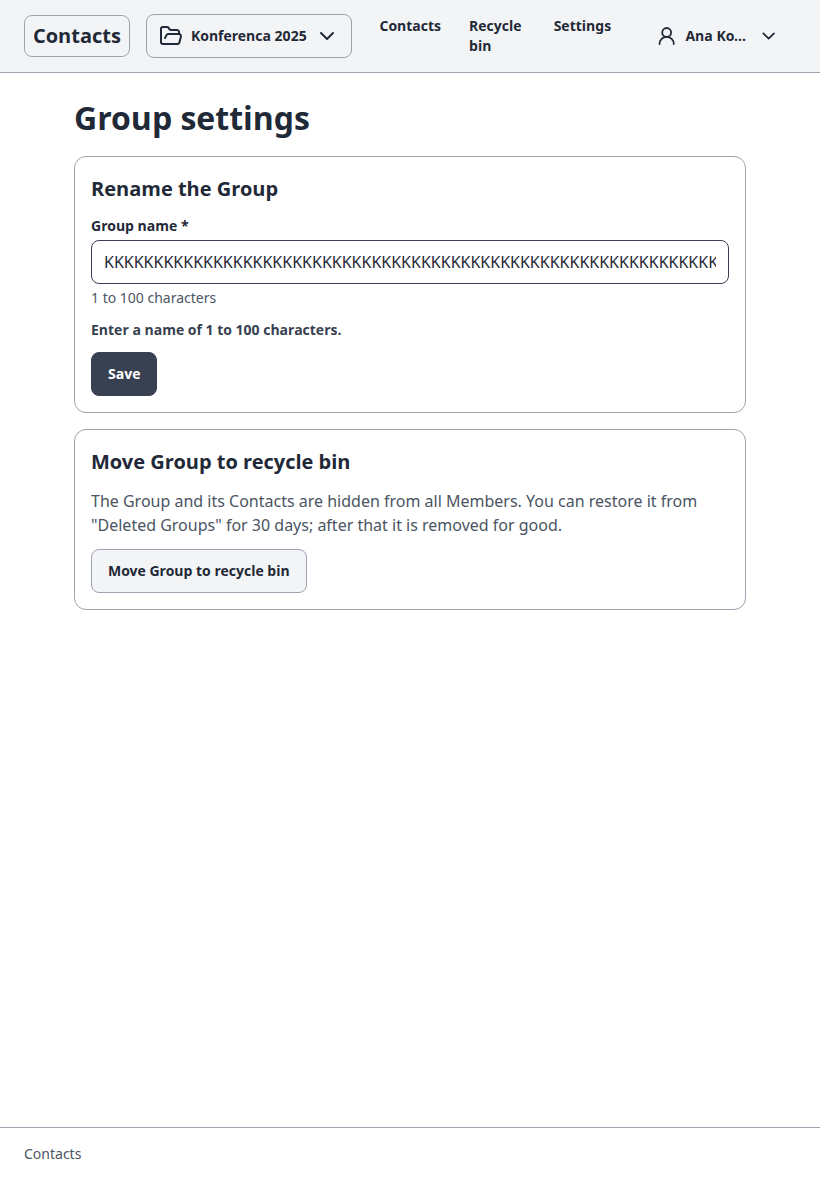 Contacts
Konferenca 2025
Contacts
Recycle
bin
Settings
Ana Ko...
Group settings
Rename the Group
Group name *
KKKKKKKKKKKKKKKKKKKKKKKKKKKKKKKKKKKKKKKKKKKKKKKKKKKKKKKKKKKKKK
1 to 100 characters
Enter a name of 1 to 100 characters.
Save
Move Group to recycle bin
The Group and its Contacts are hidden from all Members. You can restore it from
"Deleted Groups" for 30 days; after that it is removed for good.
Move Group to recycle bin
Contacts